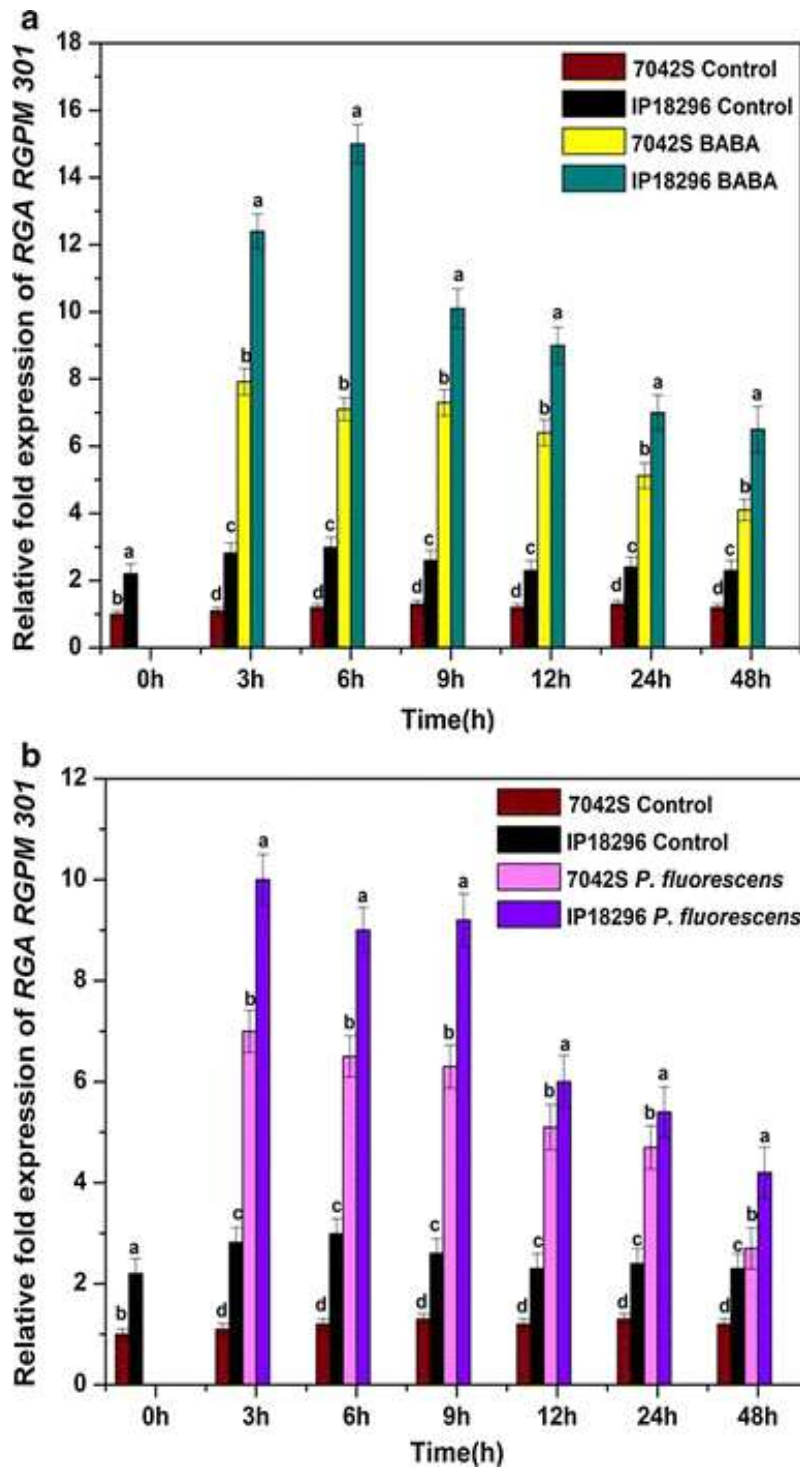 a
Relative fold expression of RGA RGPM 301
18
16
14
12
10
8
6
4
2
0
7042S Control
IP18296 Control
7042S BABA
IP18296 BABA
b a
d c b a
d c b a
d c b a
d c b a
d c b a
d c b a
0h 3h 6h 9h 12h 24h 48h
Time(h)
b
Relative fold expression of RGA RGPM 301
12
10
8
6
4
2
0
7042S Control
IP18296 Control
7042S P. fluorescens
IP18296 P. fluorescens
b a
d c b a
d c b a
d c b a
d c b a
d c b a
d c b a
0h 3h 6h 9h 12h 24h 48h
Time(h)